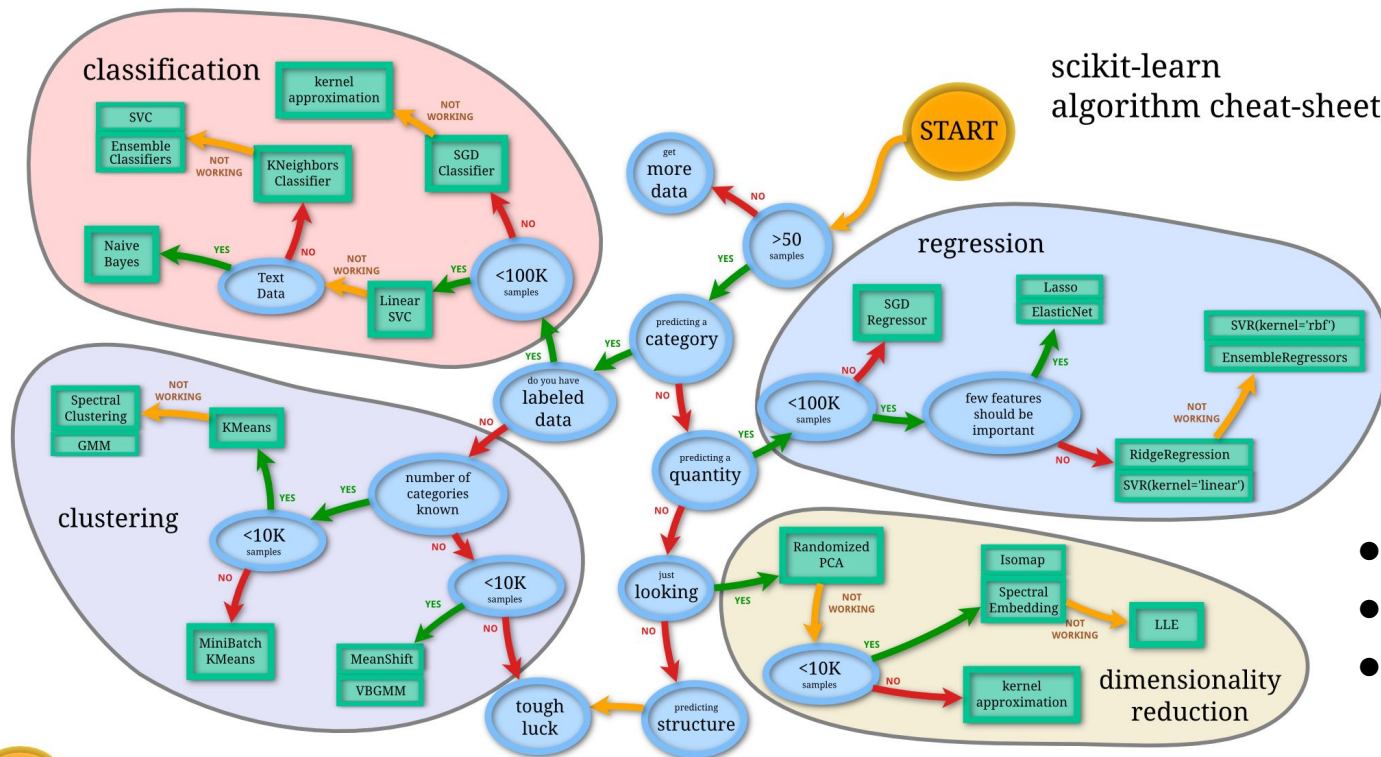 scikit-learn
algorithm cheat-sheet
START
get
more
data
NO
>50
samples
YES
predicting a
category
YES
NO
do you have
labeled
data
YES
NO
predicting a
quantity
YES
NO
just
looking
YES
NO
predicting
structure
tough
luck
classification
kernel
approximation
NOT
WORKING
SGD
Classifier
NO
<100K
samples
YES
Linear
SVC
NOT
WORKING
Text
Data
YES
Naive
Bayes
NO
KNeighbors
Classifier
NOT
WORKING
SVC
Ensemble
Classifiers
regression
<100K
samples
NO
SGD
Regressor
YES
few features
should be
important
YES
Lasso
ElasticNet
NO
RidgeRegression
SVR(kernel='linear')
NOT
WORKING
SVR(kernel='rbf')
EnsembleRegressors
clustering
number of
categories
known
YES
<10K
samples
YES
KMeans
NOT
WORKING
Spectral
Clustering
GMM
NO
MiniBatch
KMeans
NO
<10K
samples
YES
MeanShift
VBGMM
NO
dimensionality
reduction
Randomized
PCA
NOT
WORKING
<10K
samples
YES
Isomap
Spectral
Embedding
NOT
WORKING
LLE
NO
kernel
approximation